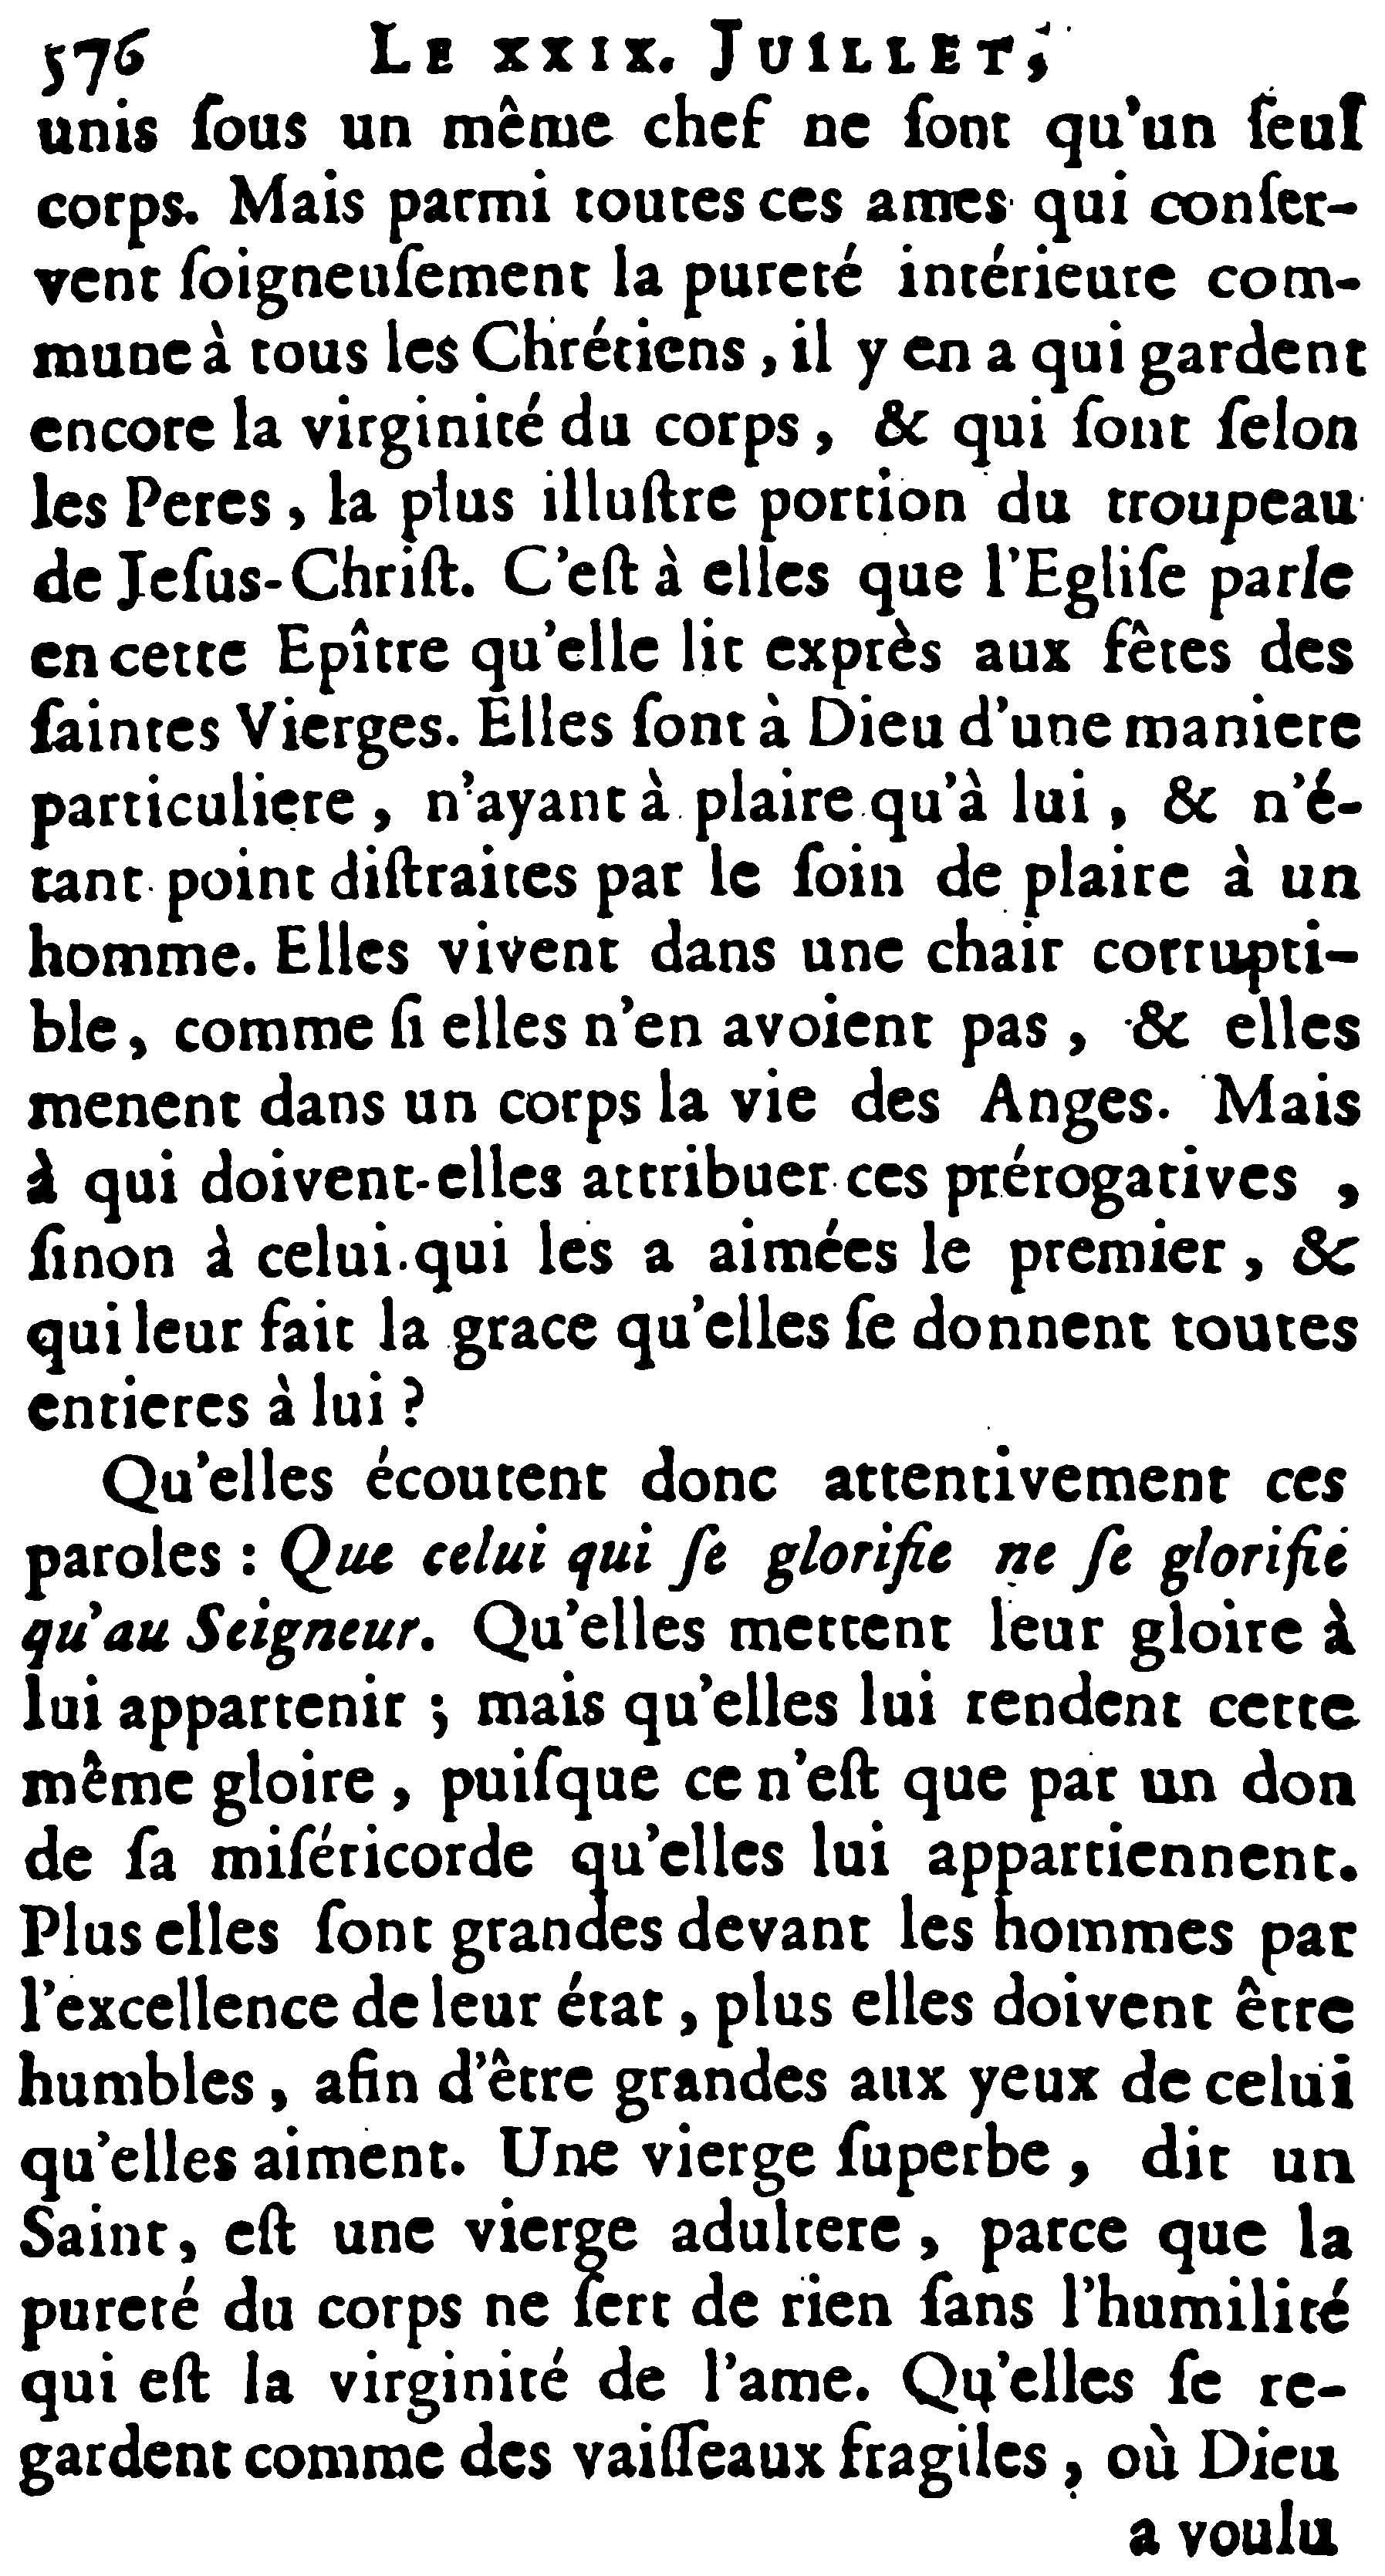 576 LE XXIX. JUILLET,
unis ſous un même chef ne ſont qu'un ſeul
corps. Mais parmi toutes ces ames qui conſer-
vent ſoigneuſement la pureté intérieure com-
mune à tous les Chrétiens, il y en a qui gardent
encore la virginité du corps, & qui ſont ſelon
les Peres, la plus illuſtre portion du troupeau
de Jeſus-Chriſt. C'eſt à elles que l'Egliſe parle
en cette Epître qu'elle lit exprès aux fêtes des
ſaintes Vierges. Elles ſont à Dieu d'une maniere
particuliere, n'ayant à plaire qu'à lui, & n'é-
tant point diſtraites par le ſoin de plaire à un
homme. Elles vivent dans une chair corrupti-
ble, comme ſi elles n'en avoient pas, & elles
menent dans un corps la vie des Anges. Mais
à qui doivent-elles attribuer ces prérogatives,
ſinon à celui qui les a aimées le premier, &
qui leur fait la grace qu'elles ſe donnent toutes
entieres à lui?
Qu'elles écoutent donc attentivement ces
paroles: Que celui qui ſe glorifie ne ſe glorifie
qu'au Seigneur. Qu'elles mettent leur gloire à
lui appartenir; mais qu'elles lui rendent cette
même gloire, puiſque ce n'eſt que par un don
de ſa miſéricorde qu'elles lui appartiennent.
Plus elles ſont grandes devant les hommes par
l'excellence de leur état, plus elles doivent être
humbles, afin d'être grandes aux yeux de celui
qu'elles aiment. Une vierge ſuperbe, dit un
Saint, eſt une vierge adultere, parce que la
pureté du corps ne ſert de rien ſans l'humilité
qui eſt la virginité de l'ame. Qu'elles ſe re-
gardent comme des vaiſſeaux fragiles, où Dieu
a voulu